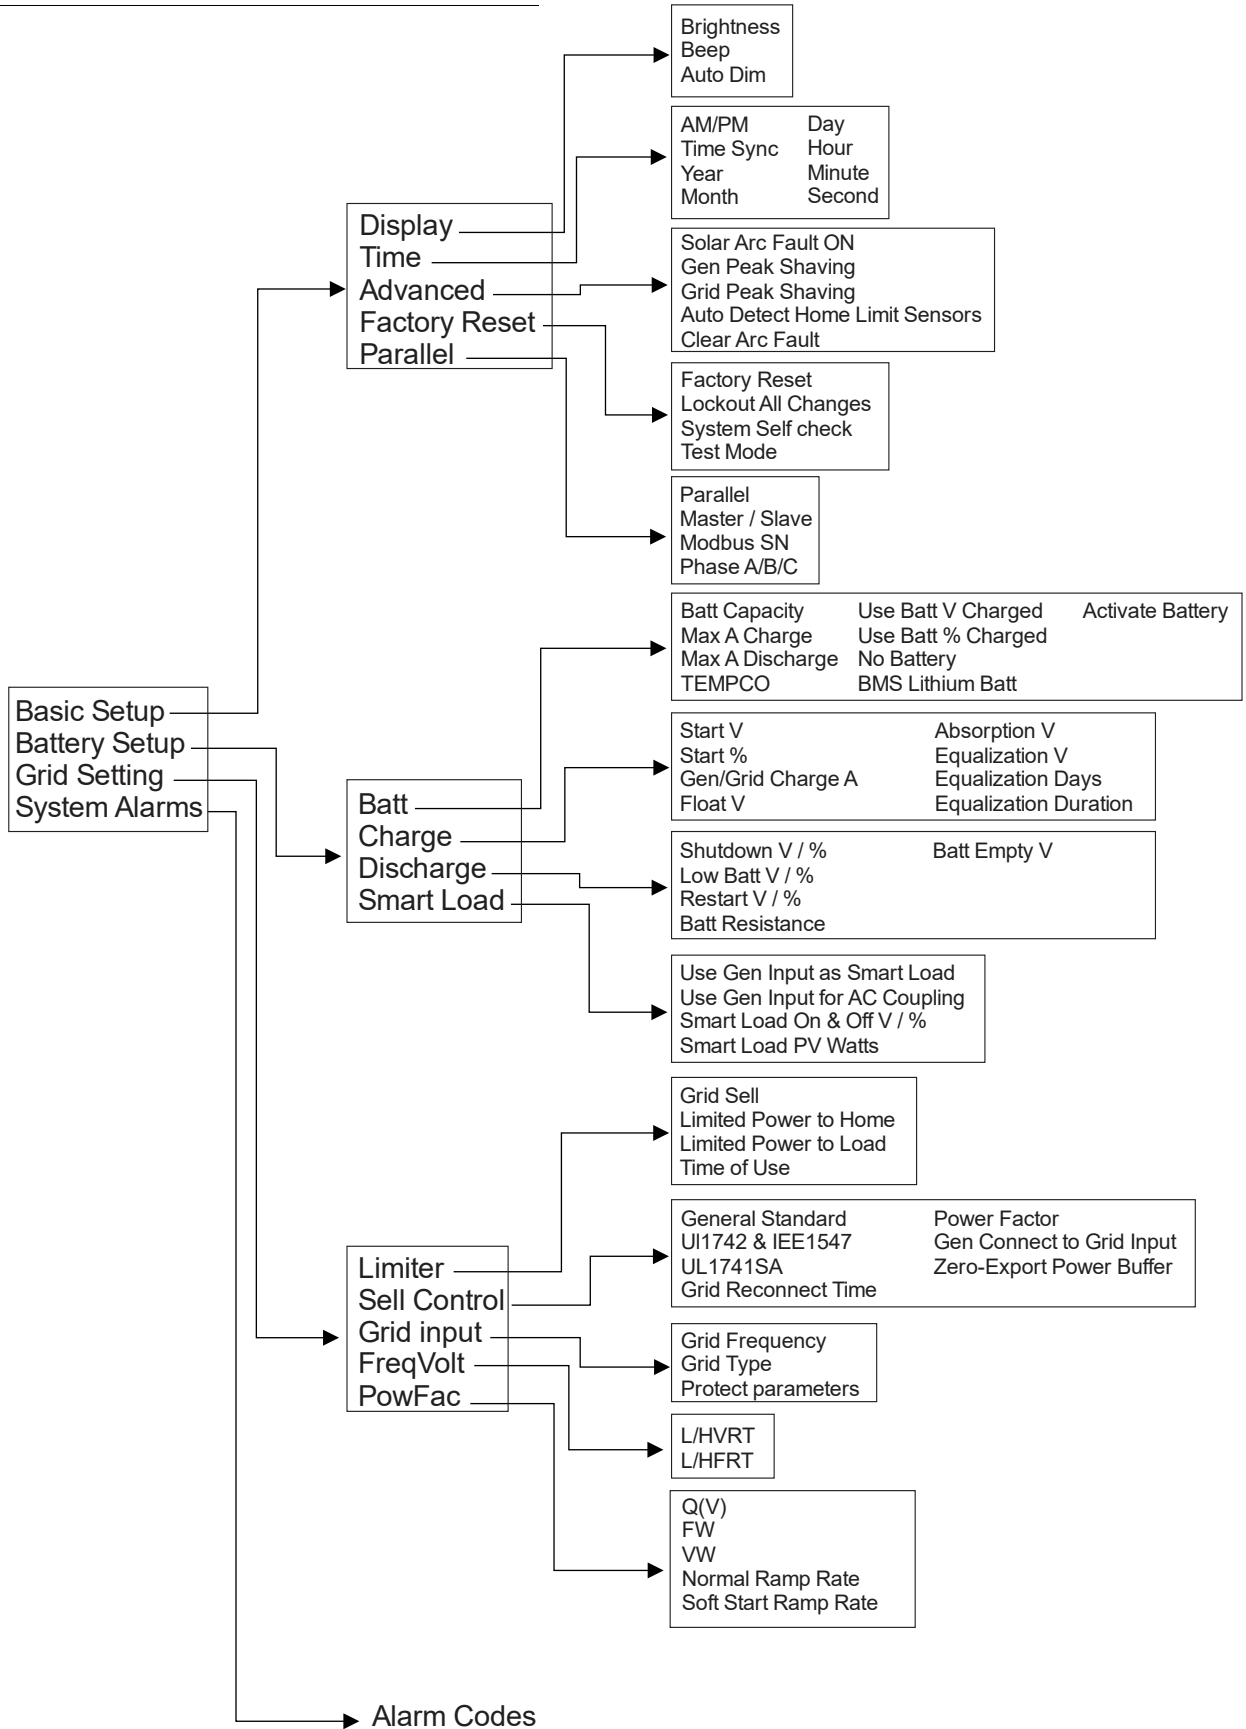 Basic Setup
Battery Setup
Grid Setting
System Alarms
Display
Time
Advanced
Factory Reset
Parallel
Brightness
Beep
Auto Dim
AM/PM Day
Time Sync Hour
Year Minute
Month Second
Solar Arc Fault ON
Gen Peak Shaving
Grid Peak Shaving
Auto Detect Home Limit Sensors
Clear Arc Fault
Factory Reset
Lockout All Changes
System Self check
Test Mode
Parallel
Master / Slave
Modbus SN
Phase A/B/C
Batt
Charge
Discharge
Smart Load
Batt Capacity Use Batt V Charged Activate Battery
Max A Charge Use Batt % Charged
Max A Discharge No Battery
TEMPCO BMS Lithium Batt
Start V Absorption V
Start % Equalization V
Gen/Grid Charge A Equalization Days
Float V Equalization Duration
Shutdown V / % Batt Empty V
Low Batt V / %
Restart V / %
Batt Resistance
Use Gen Input as Smart Load
Use Gen Input for AC Coupling
Smart Load On & Off V / %
Smart Load PV Watts
Limiter
Sell Control
Grid input
FreqVolt
PowFac
Grid Sell
Limited Power to Home
Limited Power to Load
Time of Use
General Standard Power Factor
Ul1742 & IEE1547 Gen Connect to Grid Input
UL1741SA Zero-Export Power Buffer
Grid Reconnect Time
Grid Frequency
Grid Type
Protect parameters
L/HVRT
L/HFRT
Q(V)
FW
VW
Normal Ramp Rate
Soft Start Ramp Rate
Alarm Codes